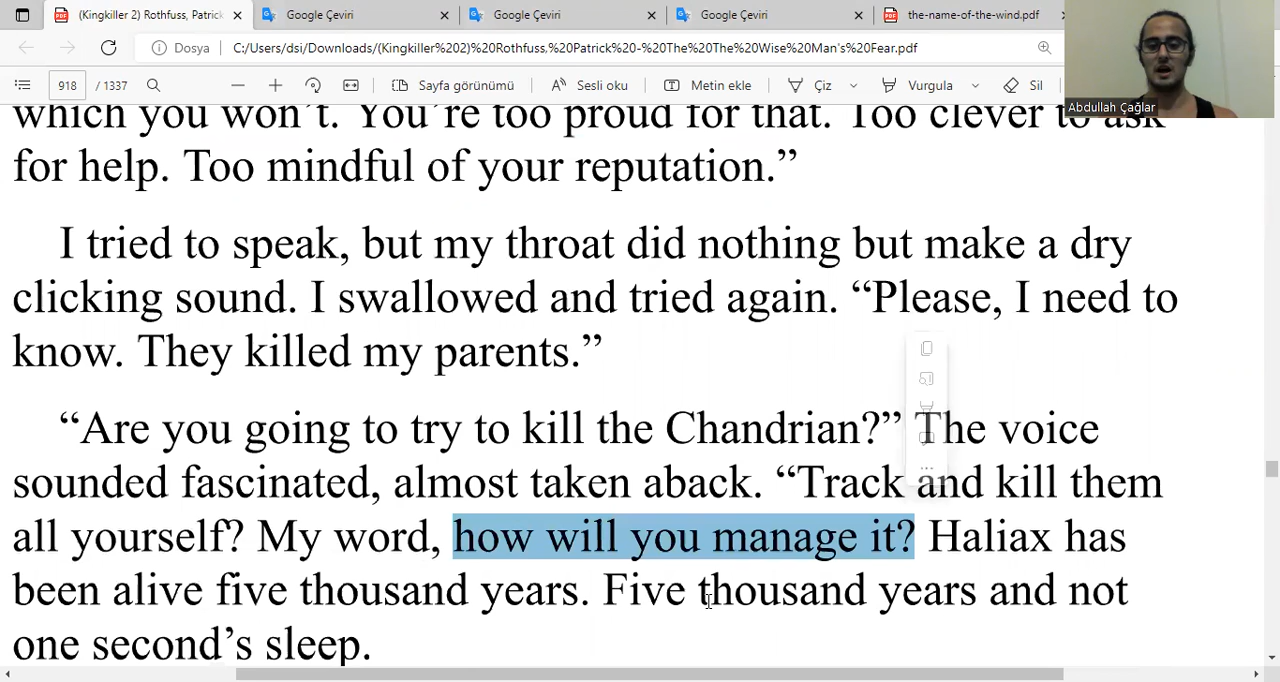 (Kingkiller 2) Rothfuss, Patrick
Google Çeviri
Google Çeviri
Google Çeviri
the-name-of-the-wind.pdf
Dosya
C:/Users/dsi/Downloads/(Kingkiller%202)%20Rothfuss,%20Patrick%20-%20The%20The%20Wise%20Man's%20Fear.pdf
918 / 1337
Sayfa görünümü
Sesli oku
Metin ekle
Çiz
Vurgula
Sil
Abdullah Çağlar
which you won’t. You’re too proud for that. Too clever to ask
for help. Too mindful of your reputation.”
I tried to speak, but my throat did nothing but make a dry
clicking sound. I swallowed and tried again. “Please, I need to
know. They killed my parents.”
“Are you going to try to kill the Chandrian?” The voice
sounded fascinated, almost taken aback. “Track and kill them
all yourself? My word, how will you manage it? Haliax has
been alive five thousand years. Five thousand years and not
one second’s sleep.